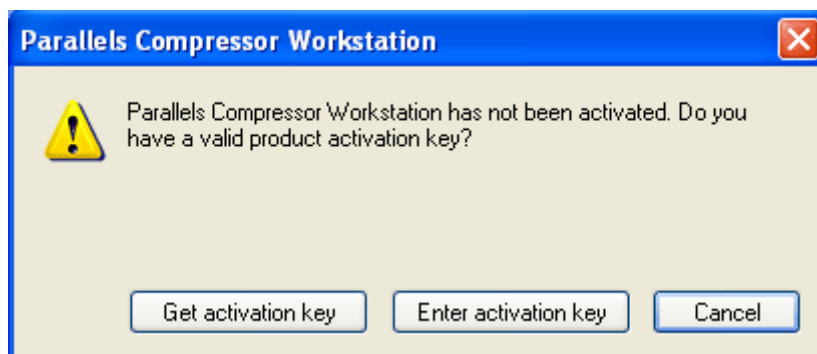 Parallels Compressor Workstation
Parallels Compressor Workstation has not been activated. Do you
have a valid product activation key?
Get activation key
Enter activation key
Cancel